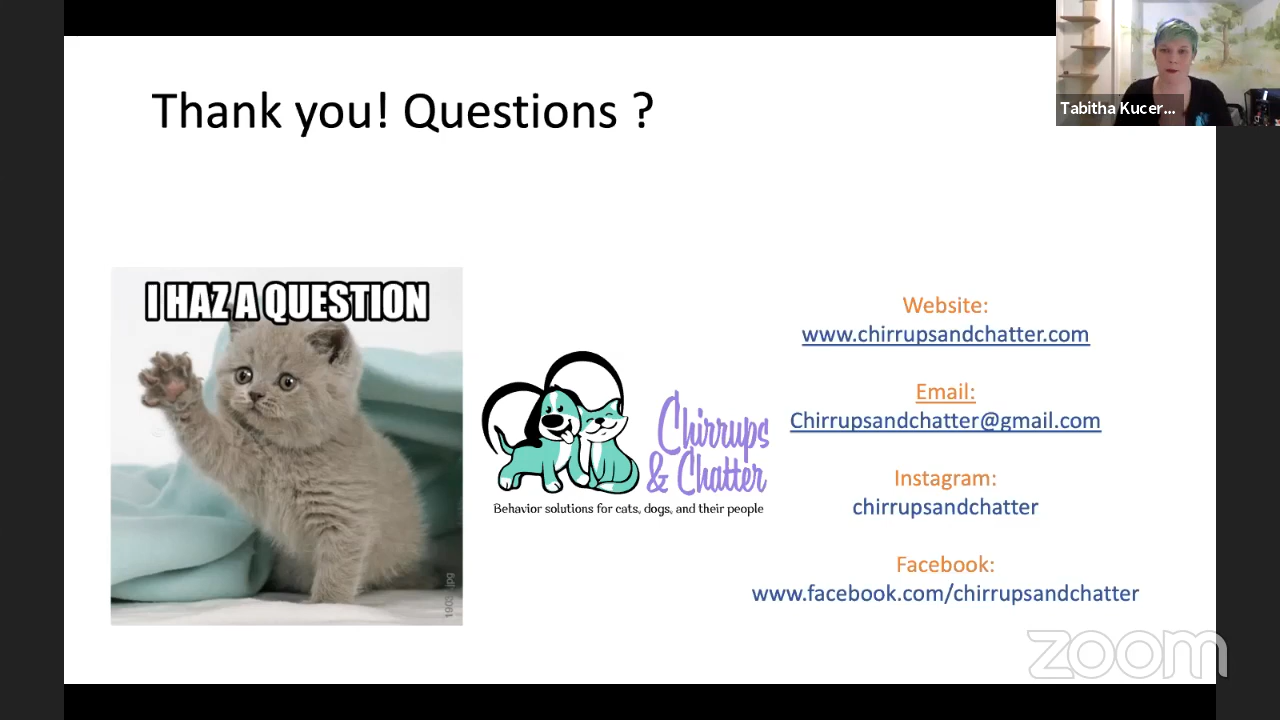 Thank you! Questions ?
Tabitha Kucer...
I HAZ A QUESTION
Chirrups
& Chatter
Behavior solutions for cats, dogs, and their people
Website:
www.chirrupsandchatter.com
Email:
Chirrupsandchatter@gmail.com
Instagram:
chirrupsandchatter
Facebook:
www.facebook.com/chirrupsandchatter
zoom